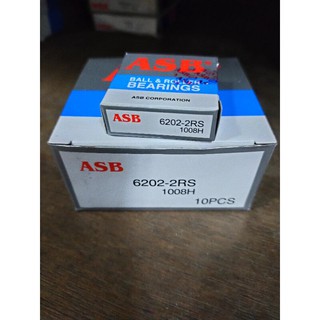 ASB
BALL & ROLLER
BEARINGS
ASB CORPORATION
ASB
6202-2RS
1008H
ASB
6202-2RS
1008H
10PCS